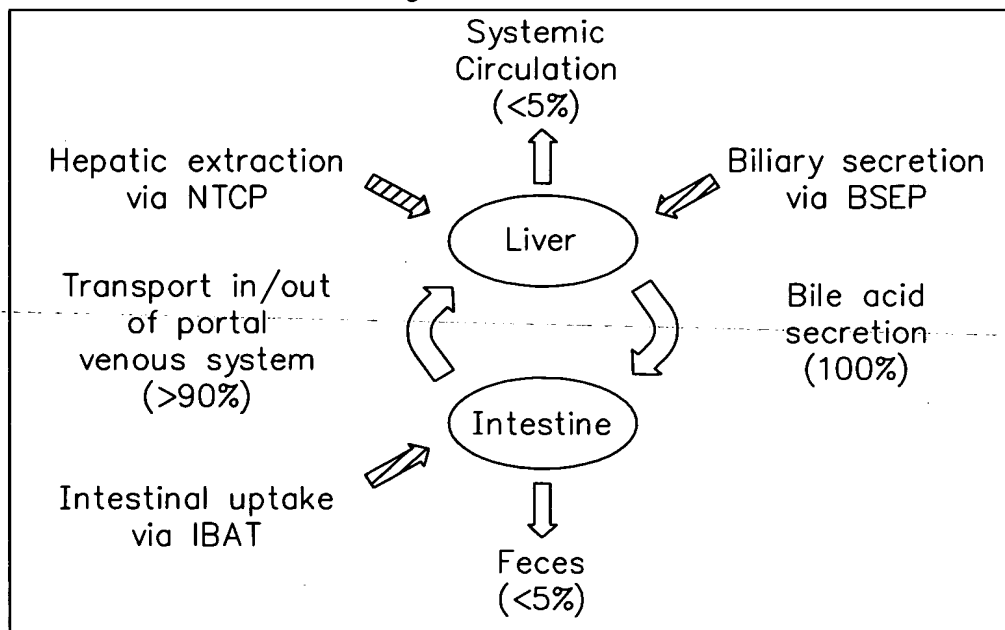 Systemic
Circulation
(<5%)
Hepatic extraction
via NTCP
Biliary secretion
via BSEP
Liver
Transport in/out
of portal
venous system
(>90%)
Bile acid
secretion
(100%)
Intestine
Intestinal uptake
via IBAT
Feces
(<5%)